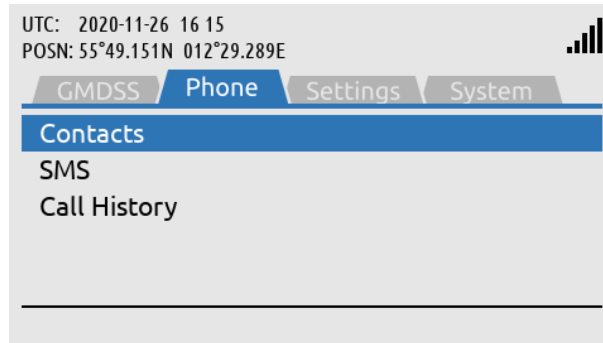 UTC: 2020-11-26 16 15
POSN: 55°49.151N 012°29.289E
GMDSS Phone Settings System
Contacts
SMS
Call History